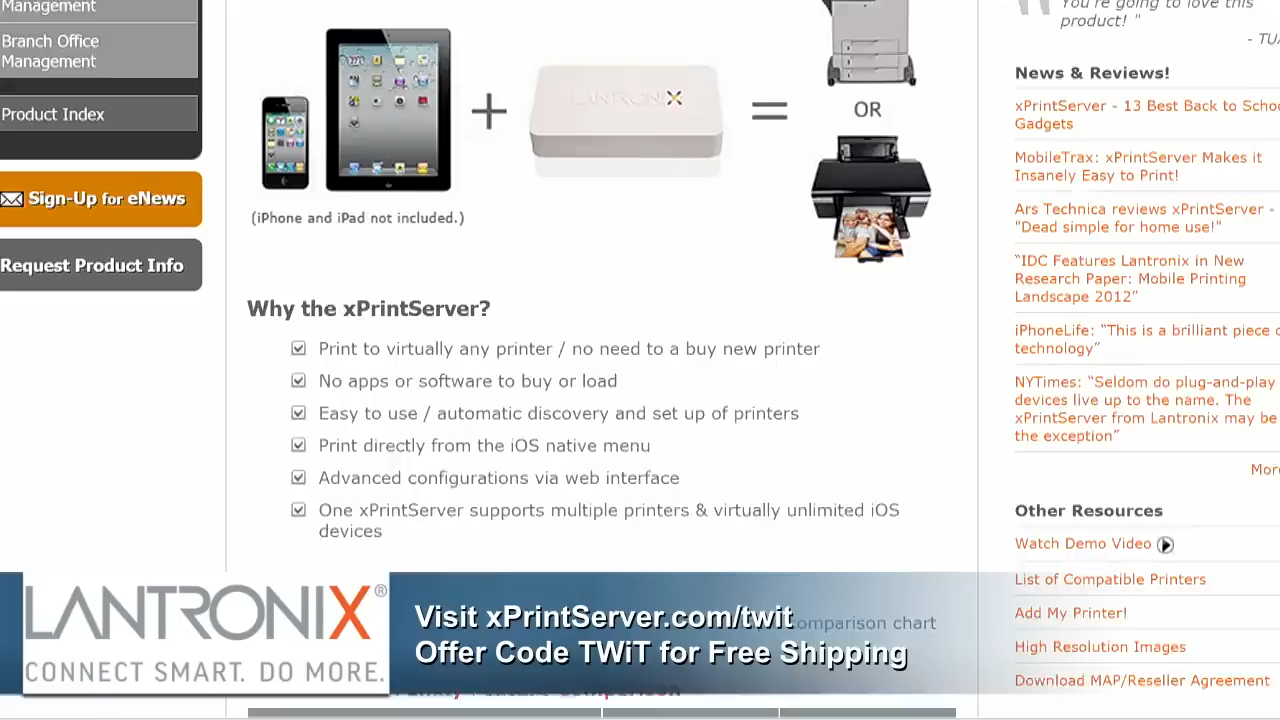 Management
Branch Office
Management
Product Index
Sign-Up for eNews
Request Product Info
LANTRONIX
OR
(iPhone and iPad not included.)
Why the xPrintServer?
Print to virtually any printer / no need to a buy new printer
No apps or software to buy or load
Easy to use / automatic discovery and set up of printers
Print directly from the iOS native menu
Advanced configurations via web interface
One xPrintServer supports multiple printers & virtually unlimited iOS
devices
comparison chart
You're going to love this
product! "
- TUA
News & Reviews!
xPrintServer - 13 Best Back to Schoo
Gadgets
MobileTrax: xPrintServer Makes it
Insanely Easy to Print!
Ars Technica reviews xPrintServer -
"Dead simple for home use!"
“IDC Features Lantronix in New
Research Paper: Mobile Printing
Landscape 2012”
iPhoneLife: “This is a brilliant piece o
technology”
NYTimes: “Seldom do plug-and-play
devices live up to the name. The
xPrintServer from Lantronix may be
the exception”
More
Other Resources
Watch Demo Video
List of Compatible Printers
Add My Printer!
High Resolution Images
Download MAP/Reseller Agreement
LANTRONIX®
CONNECT SMART. DO MORE.
Visit xPrintServer.com/twit
Offer Code TWiT for Free Shipping